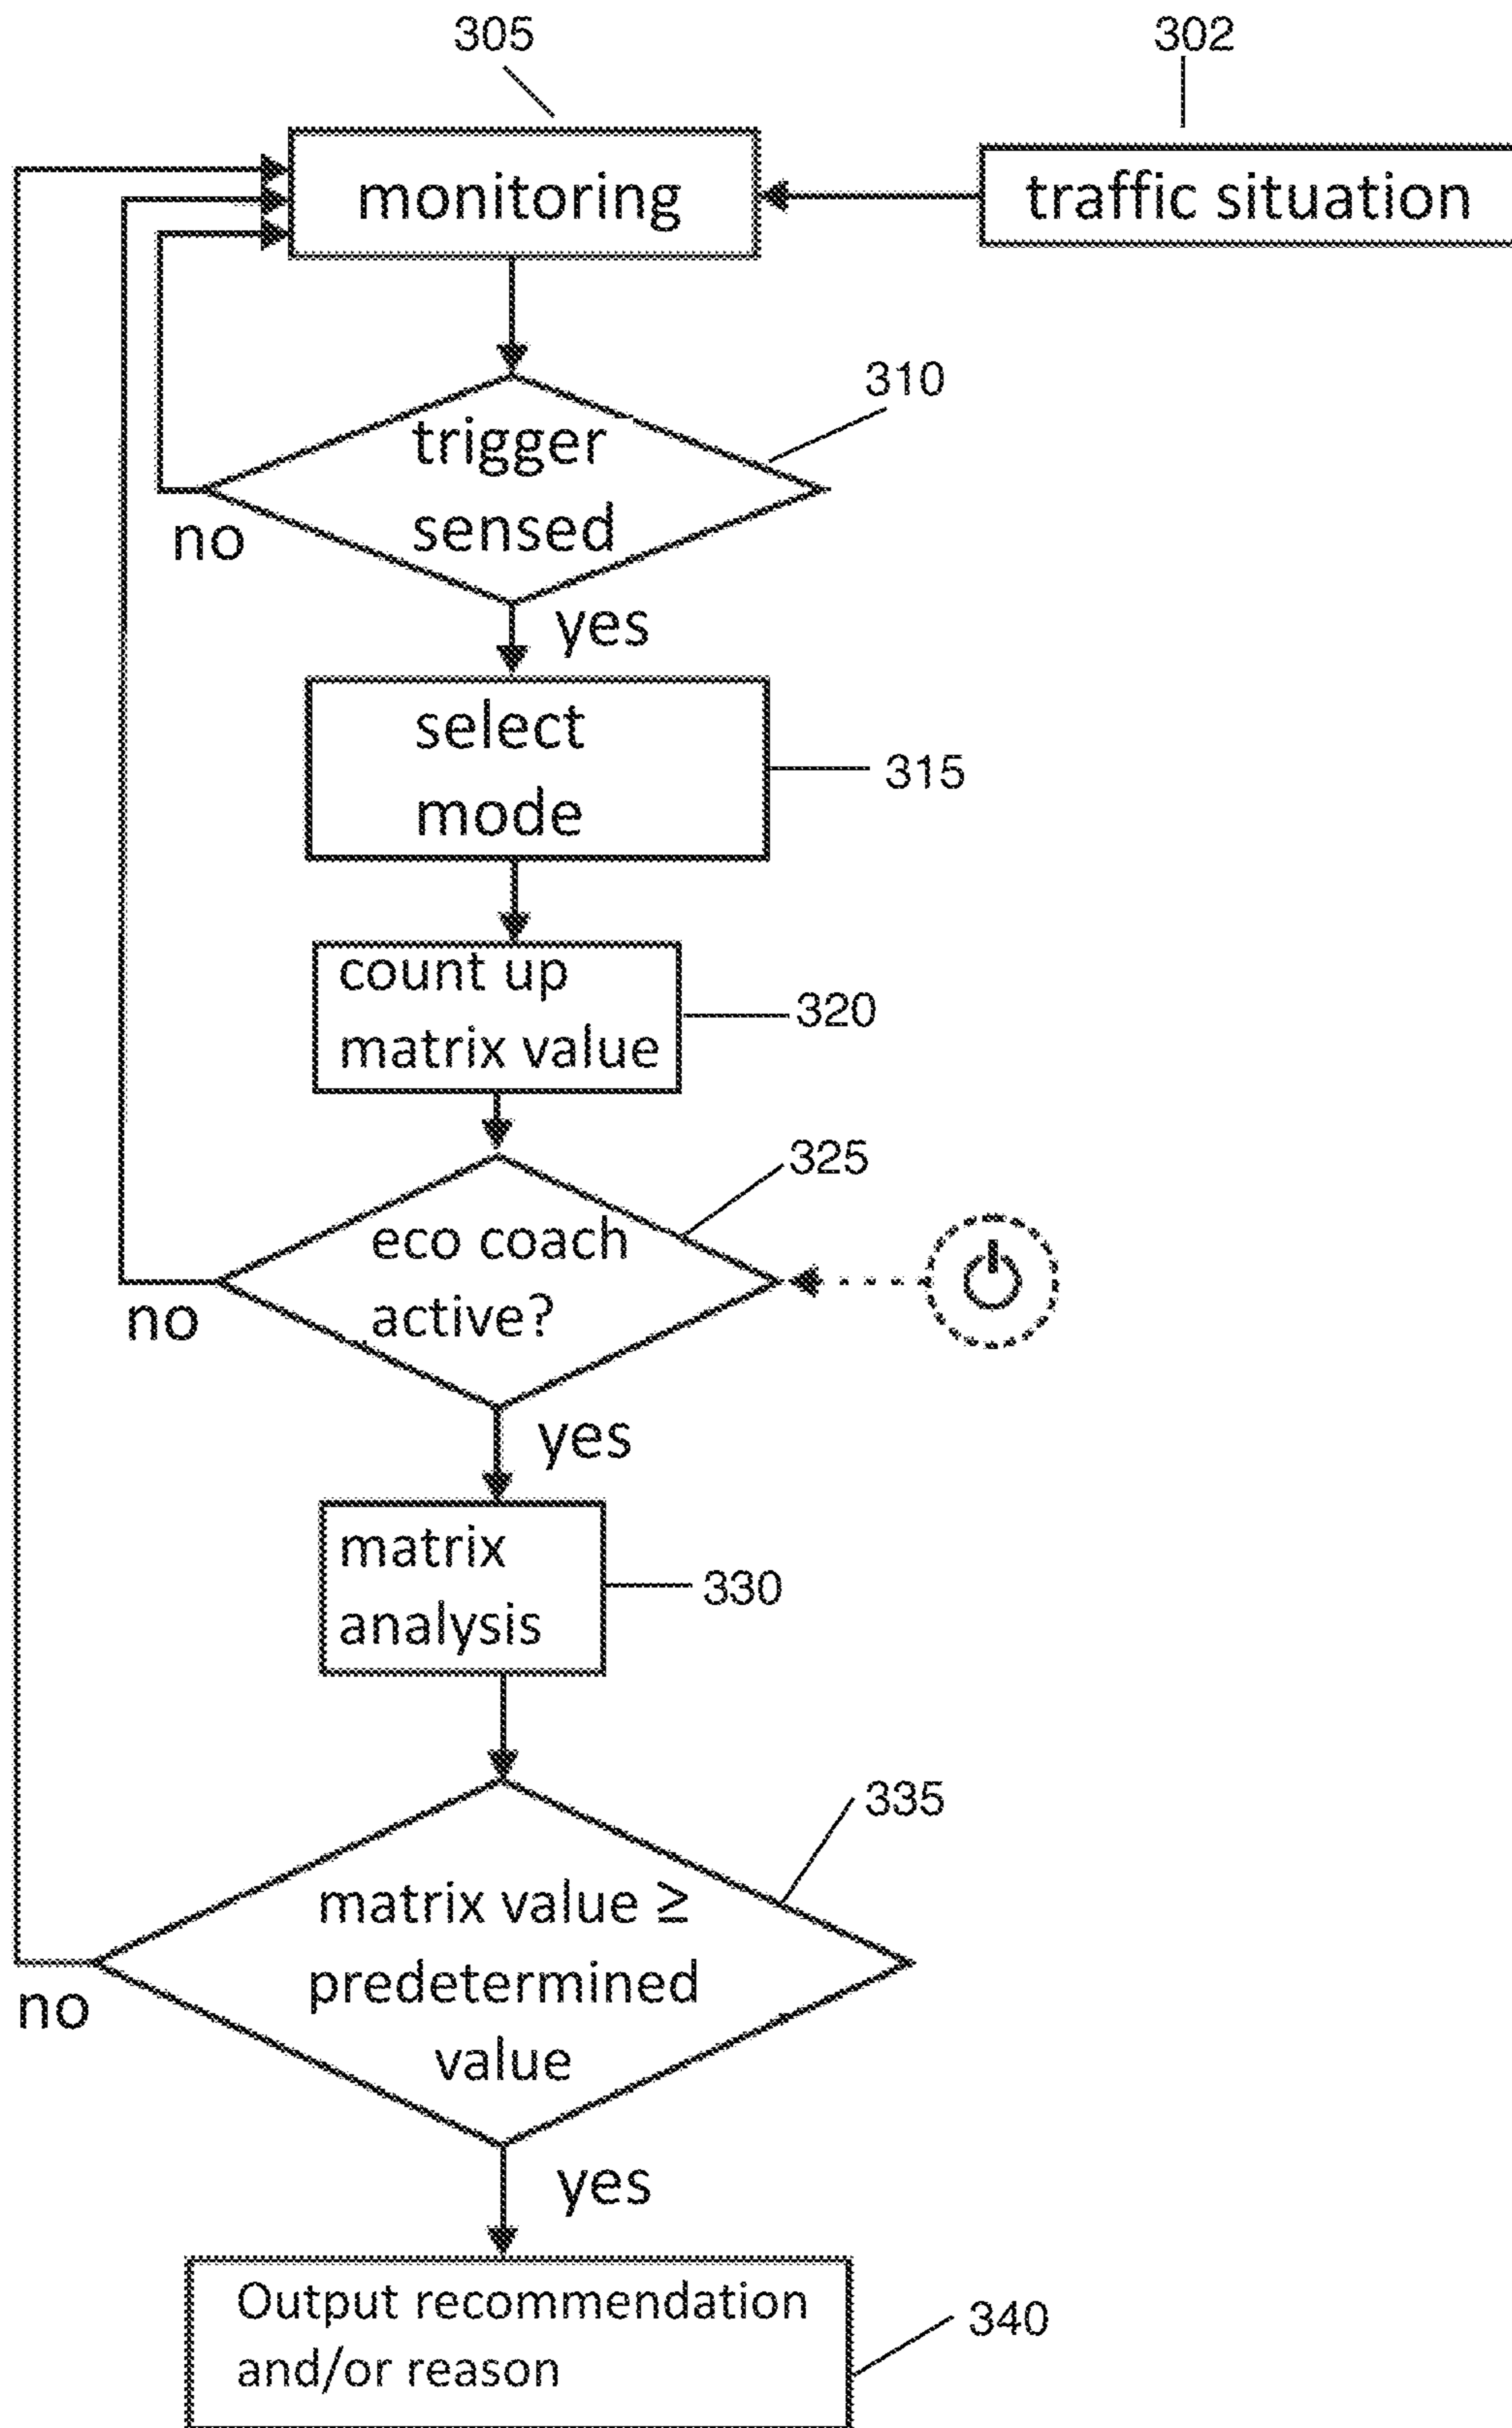 305
302
monitoring
traffic situation
310
trigger
sensed
no
yes
select
mode
315
count up
matrix value
320
325
eco coach
active?
no
yes
matrix
analysis
330
335
matrix value ≥
predetermined
value
no
yes
Output recommendation
and/or reason
340